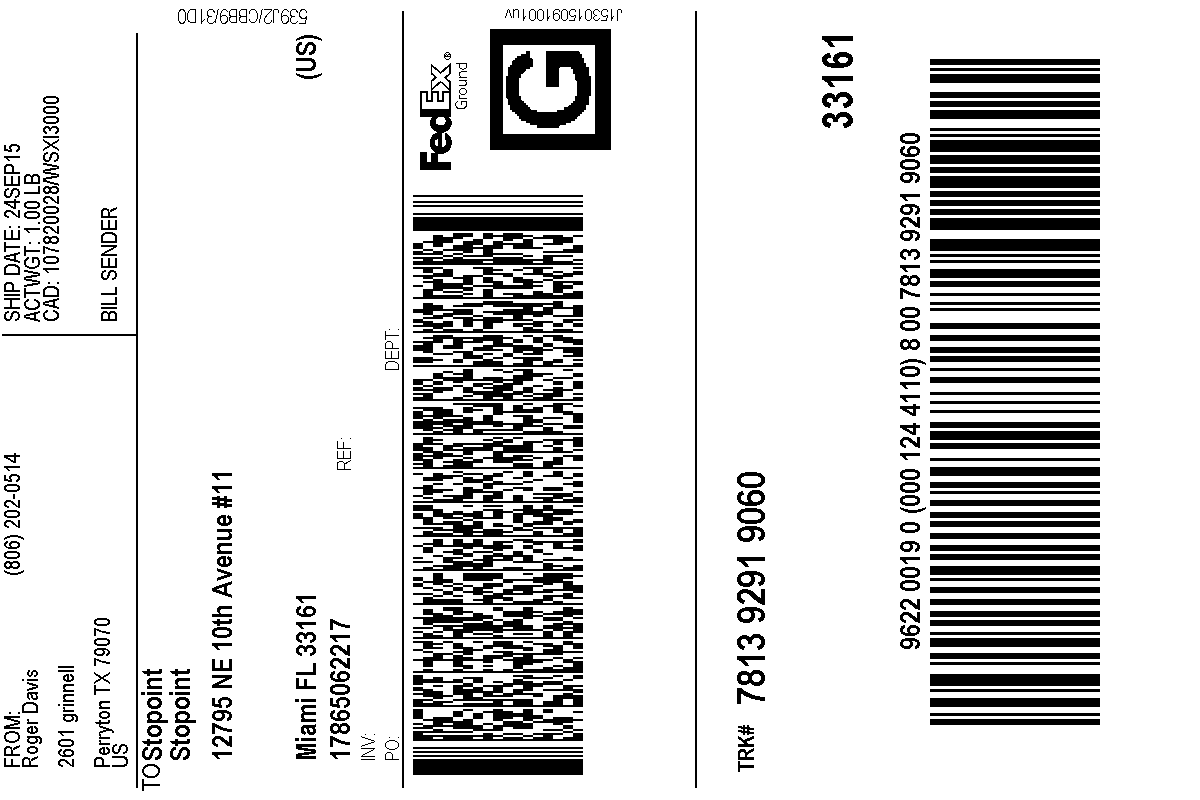 FROM:
(806) 202-0514
Roger Davis
2601 grinnell
Perryton TX 79070
US
SHIP DATE: 24SEP15
ACTWGT: 1.00 LB
CAD: 107820028/WSXI3000
BILL SENDER
TO Stopoint
Stopoint
12795 NE 10th Avenue #11
Miami FL 33161
(US)
17865062217
REF:
INV:
PO:
DEPT:
539J2/CBB9/31D0
FedEx®
Ground
G
J153015091001uv
TRK# 7813 9291 9060
33161
9622 0019 0 (000 124 4110) 8 00 7813 9291 9060